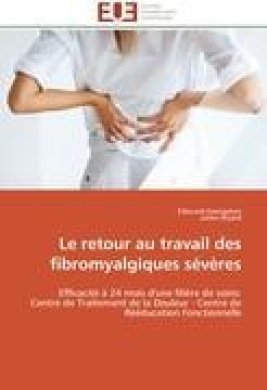 Le retour au travail des
fibromyalgiques sévères
Efficacité à 24 mois d'une filière de soins:
Centre de Traitement de la Douleur - Centre de
Rééducation Fonctionnelle